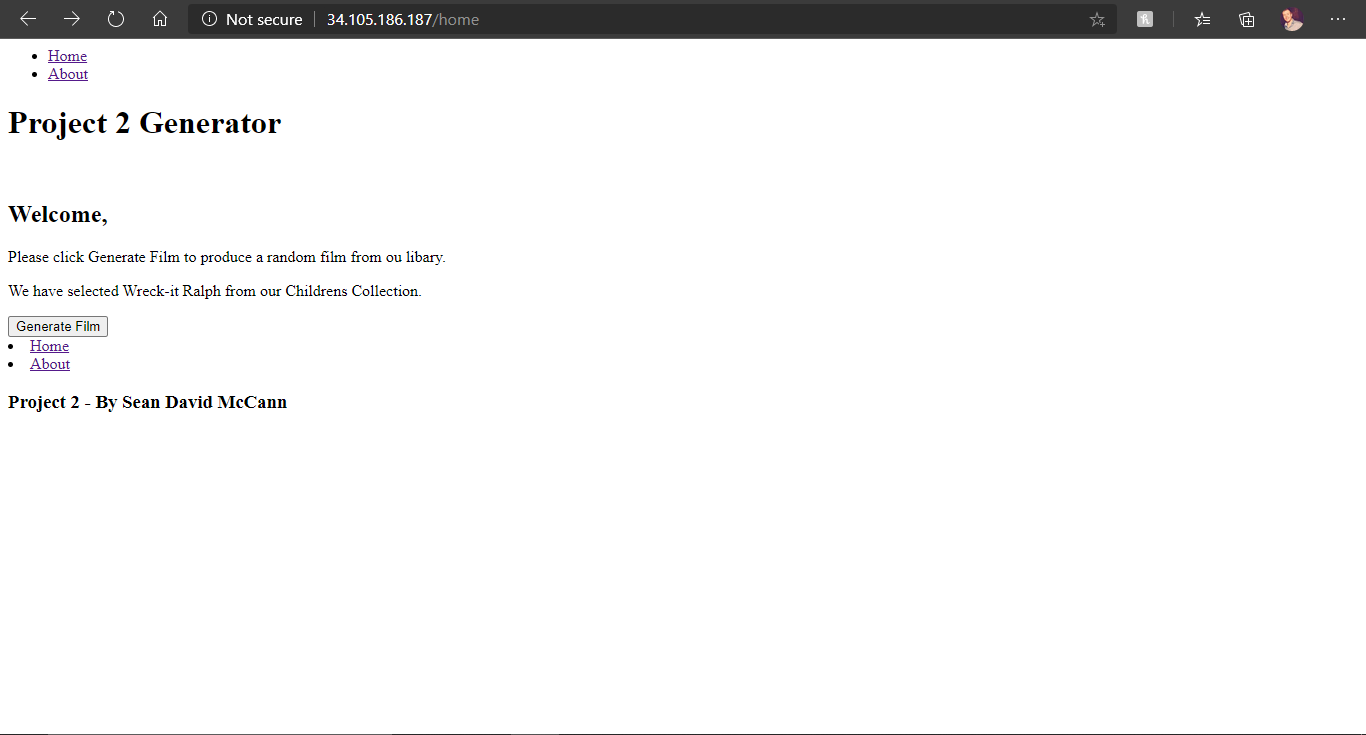 Not secure 34.105.186.187/home
Home
About
Project 2 Generator
Welcome,
Please click Generate Film to produce a random film from ou libary.
We have selected Wreck-it Ralph from our Childrens Collection.
Generate Film
Home
About
Project 2 - By Sean David McCann